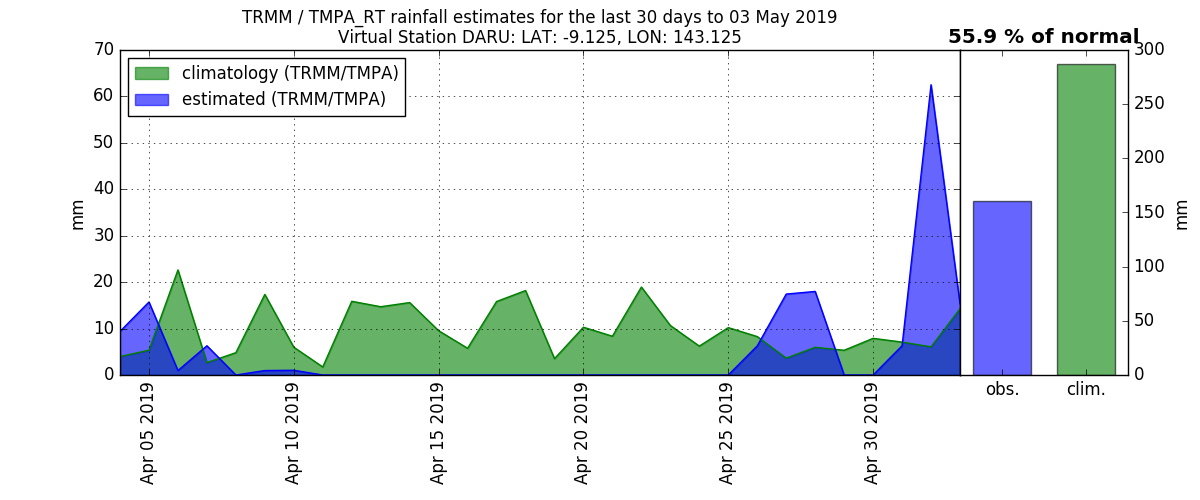 TRMM / TMPA_RT rainfall estimates for the last 30 days to 03 May 2019
Virtual Station DARU: LAT: -9.125, LON: 143.125
55.9 % of normal
climatology (TRMM/TMPA)
estimated (TRMM/TMPA)
mm
70
60
50
40
30
20
10
0
Apr 05 2019
Apr 10 2019
Apr 15 2019
Apr 20 2019
Apr 25 2019
Apr 30 2019
obs.
clim.
300
250
200
150
100
50
0
mm